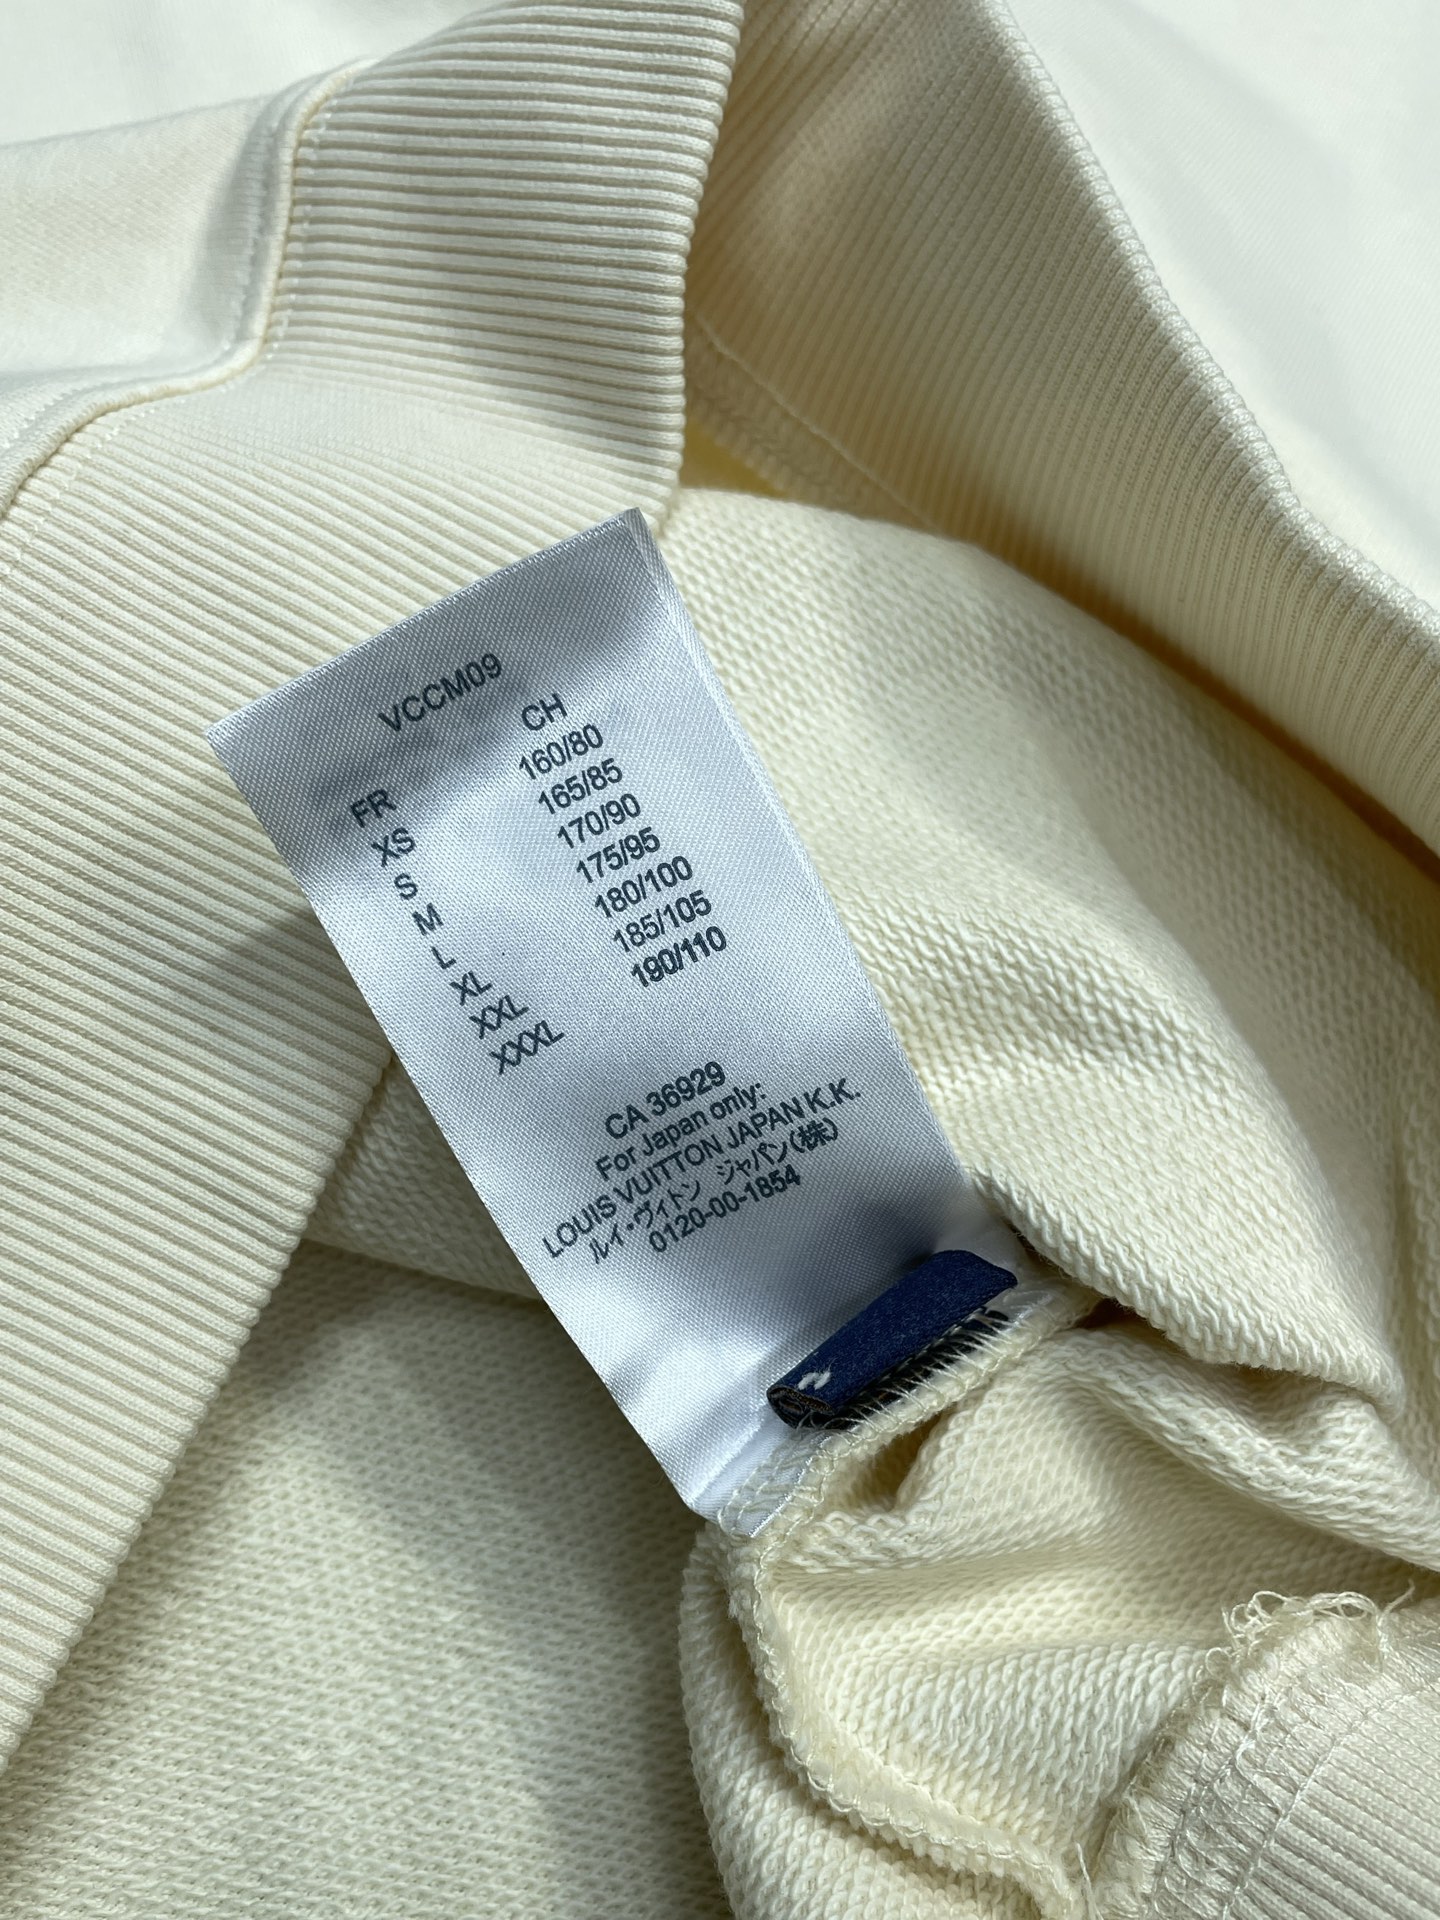 VCCM09
FR CH
XS 160/80
S 165/85
M 170/90
L 175/95
XL 180/100
XXL 185/105
XXXL 190/110
CA 36929
For Japan only:
LOUIS VUITTON JAPAN K.K.
ルイ・ヴィトン ジャパン(株)
0120-00-1854